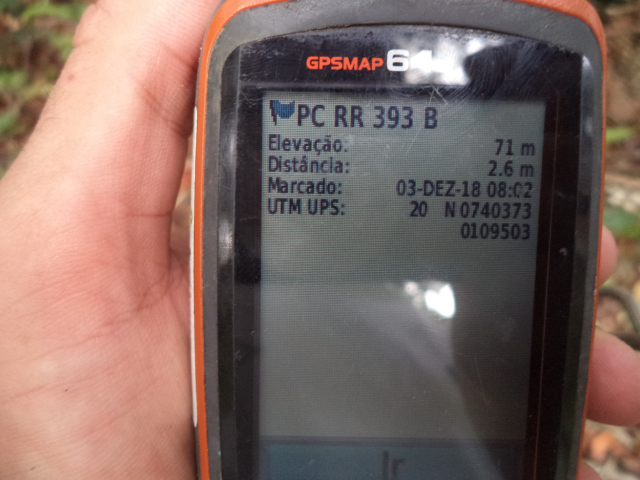 GPSMAP 64
PC RR 393 B
Elevação: 71 m
Distância: 2.6 m
Marcado: 03-DEZ-18 08:02
UTM UPS: 20 N 0740373
0109503
Ir